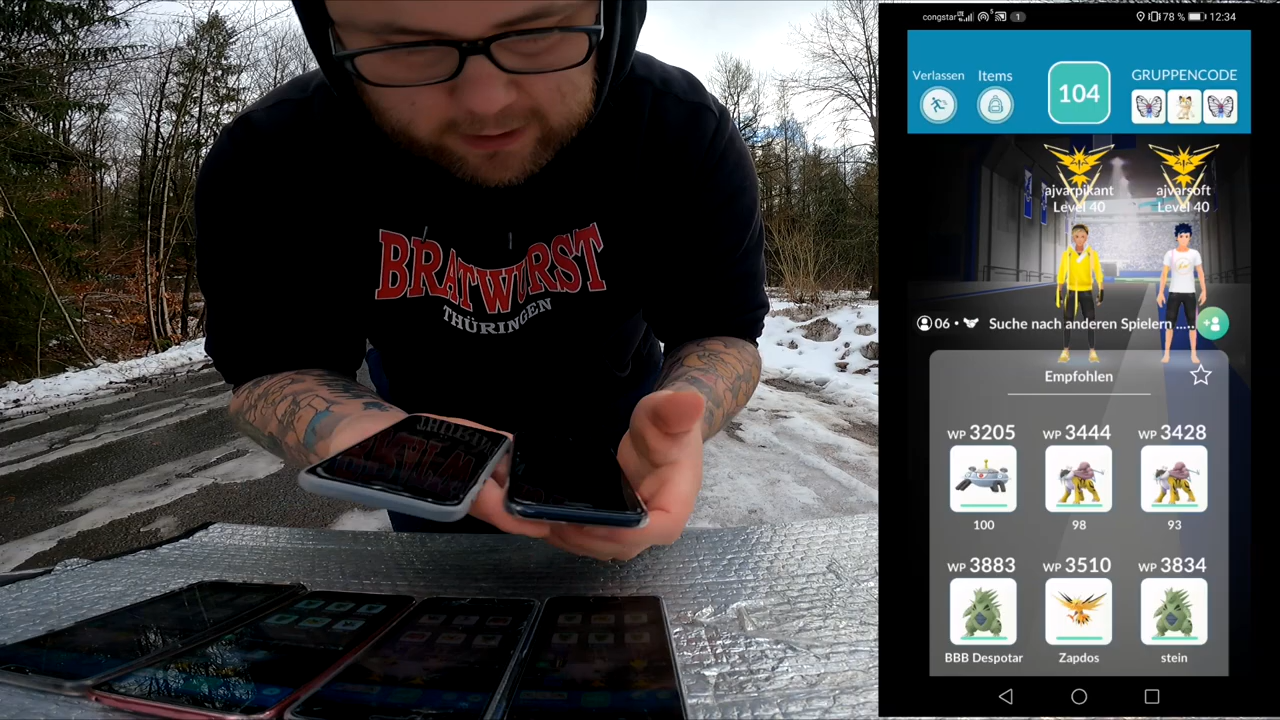 BRATWURST
THÜRINGEN
congstar 1 78 % 12:34
Verlassen
Items
104
GRUPPENCODE
ajvarpikant
Level 40
ajvarsoft
Level 40
06 • Suche nach anderen Spielern .....
Empfohlen
WP 3205 WP 3444 WP 3428
100 98 93
WP 3883 WP 3510 WP 3834
BBB Despotar Zapdos stein